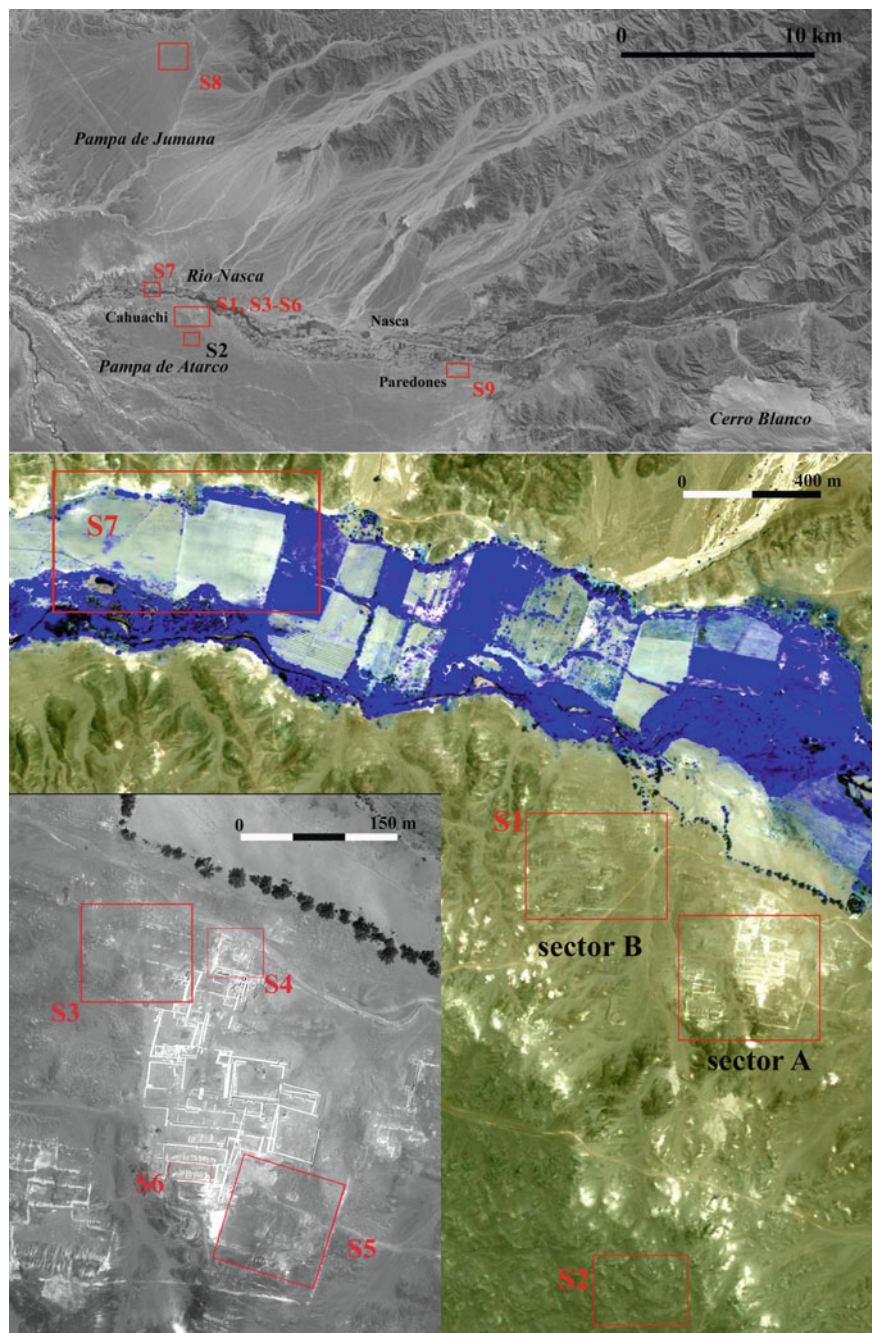 0 10 km
S8
Pampa de Jumana
S7 Rio Nasca
S1, S3-S6
Cahuachi
Nasca
S2
Pampa de Atarco
Paredones
S9
Cerro Blanco
0 400 m
S7
S1
sector B
sector A
S2
0 150 m
S3
S4
S6
S5